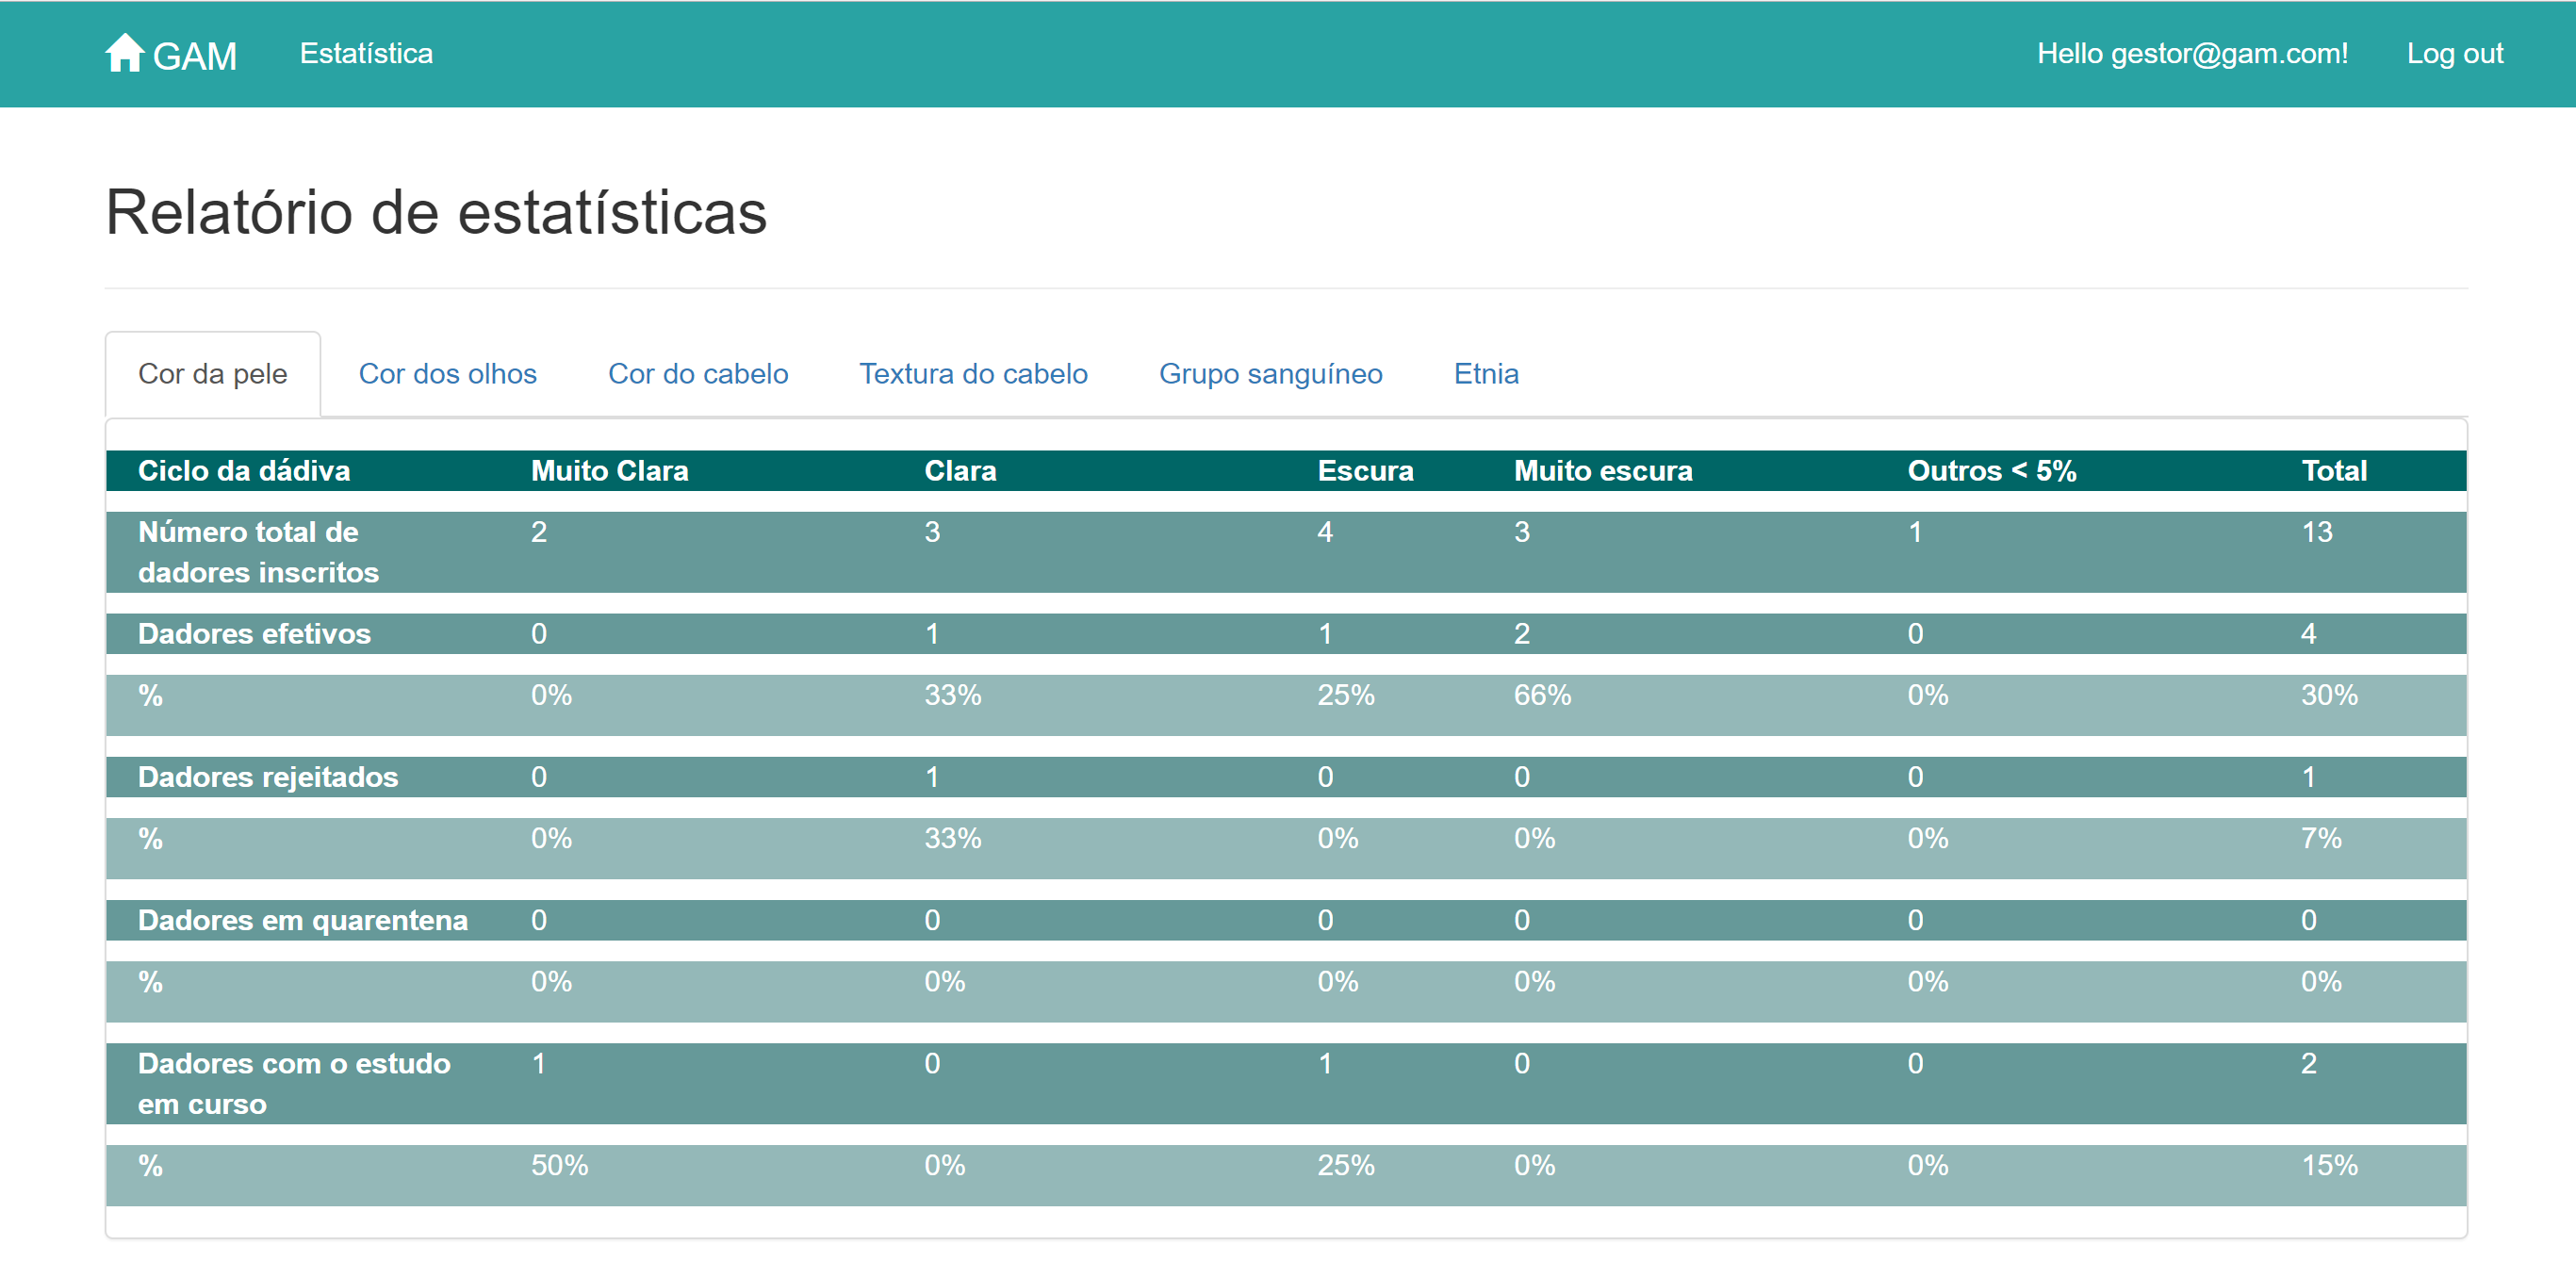 GAM Estatística Hello gestor@gam.com! Log out
Relatório de estatísticas
Cor da pele Cor dos olhos Cor do cabelo Textura do cabelo Grupo sanguíneo Etnia
Ciclo da dádiva Muito Clara Clara Escura Muito escura Outros < 5% Total
Número total de 2 3 4 3 1 13
dadores inscritos
Dadores efetivos 0 1 1 2 0 4
% 0% 33% 25% 66% 0% 30%
Dadores rejeitados 0 1 0 0 0 1
% 0% 33% 0% 0% 0% 7%
Dadores em quarentena 0 0 0 0 0 0
% 0% 0% 0% 0% 0% 0%
Dadores com o estudo 1 0 1 0 0 2
em curso
% 50% 0% 25% 0% 0% 15%